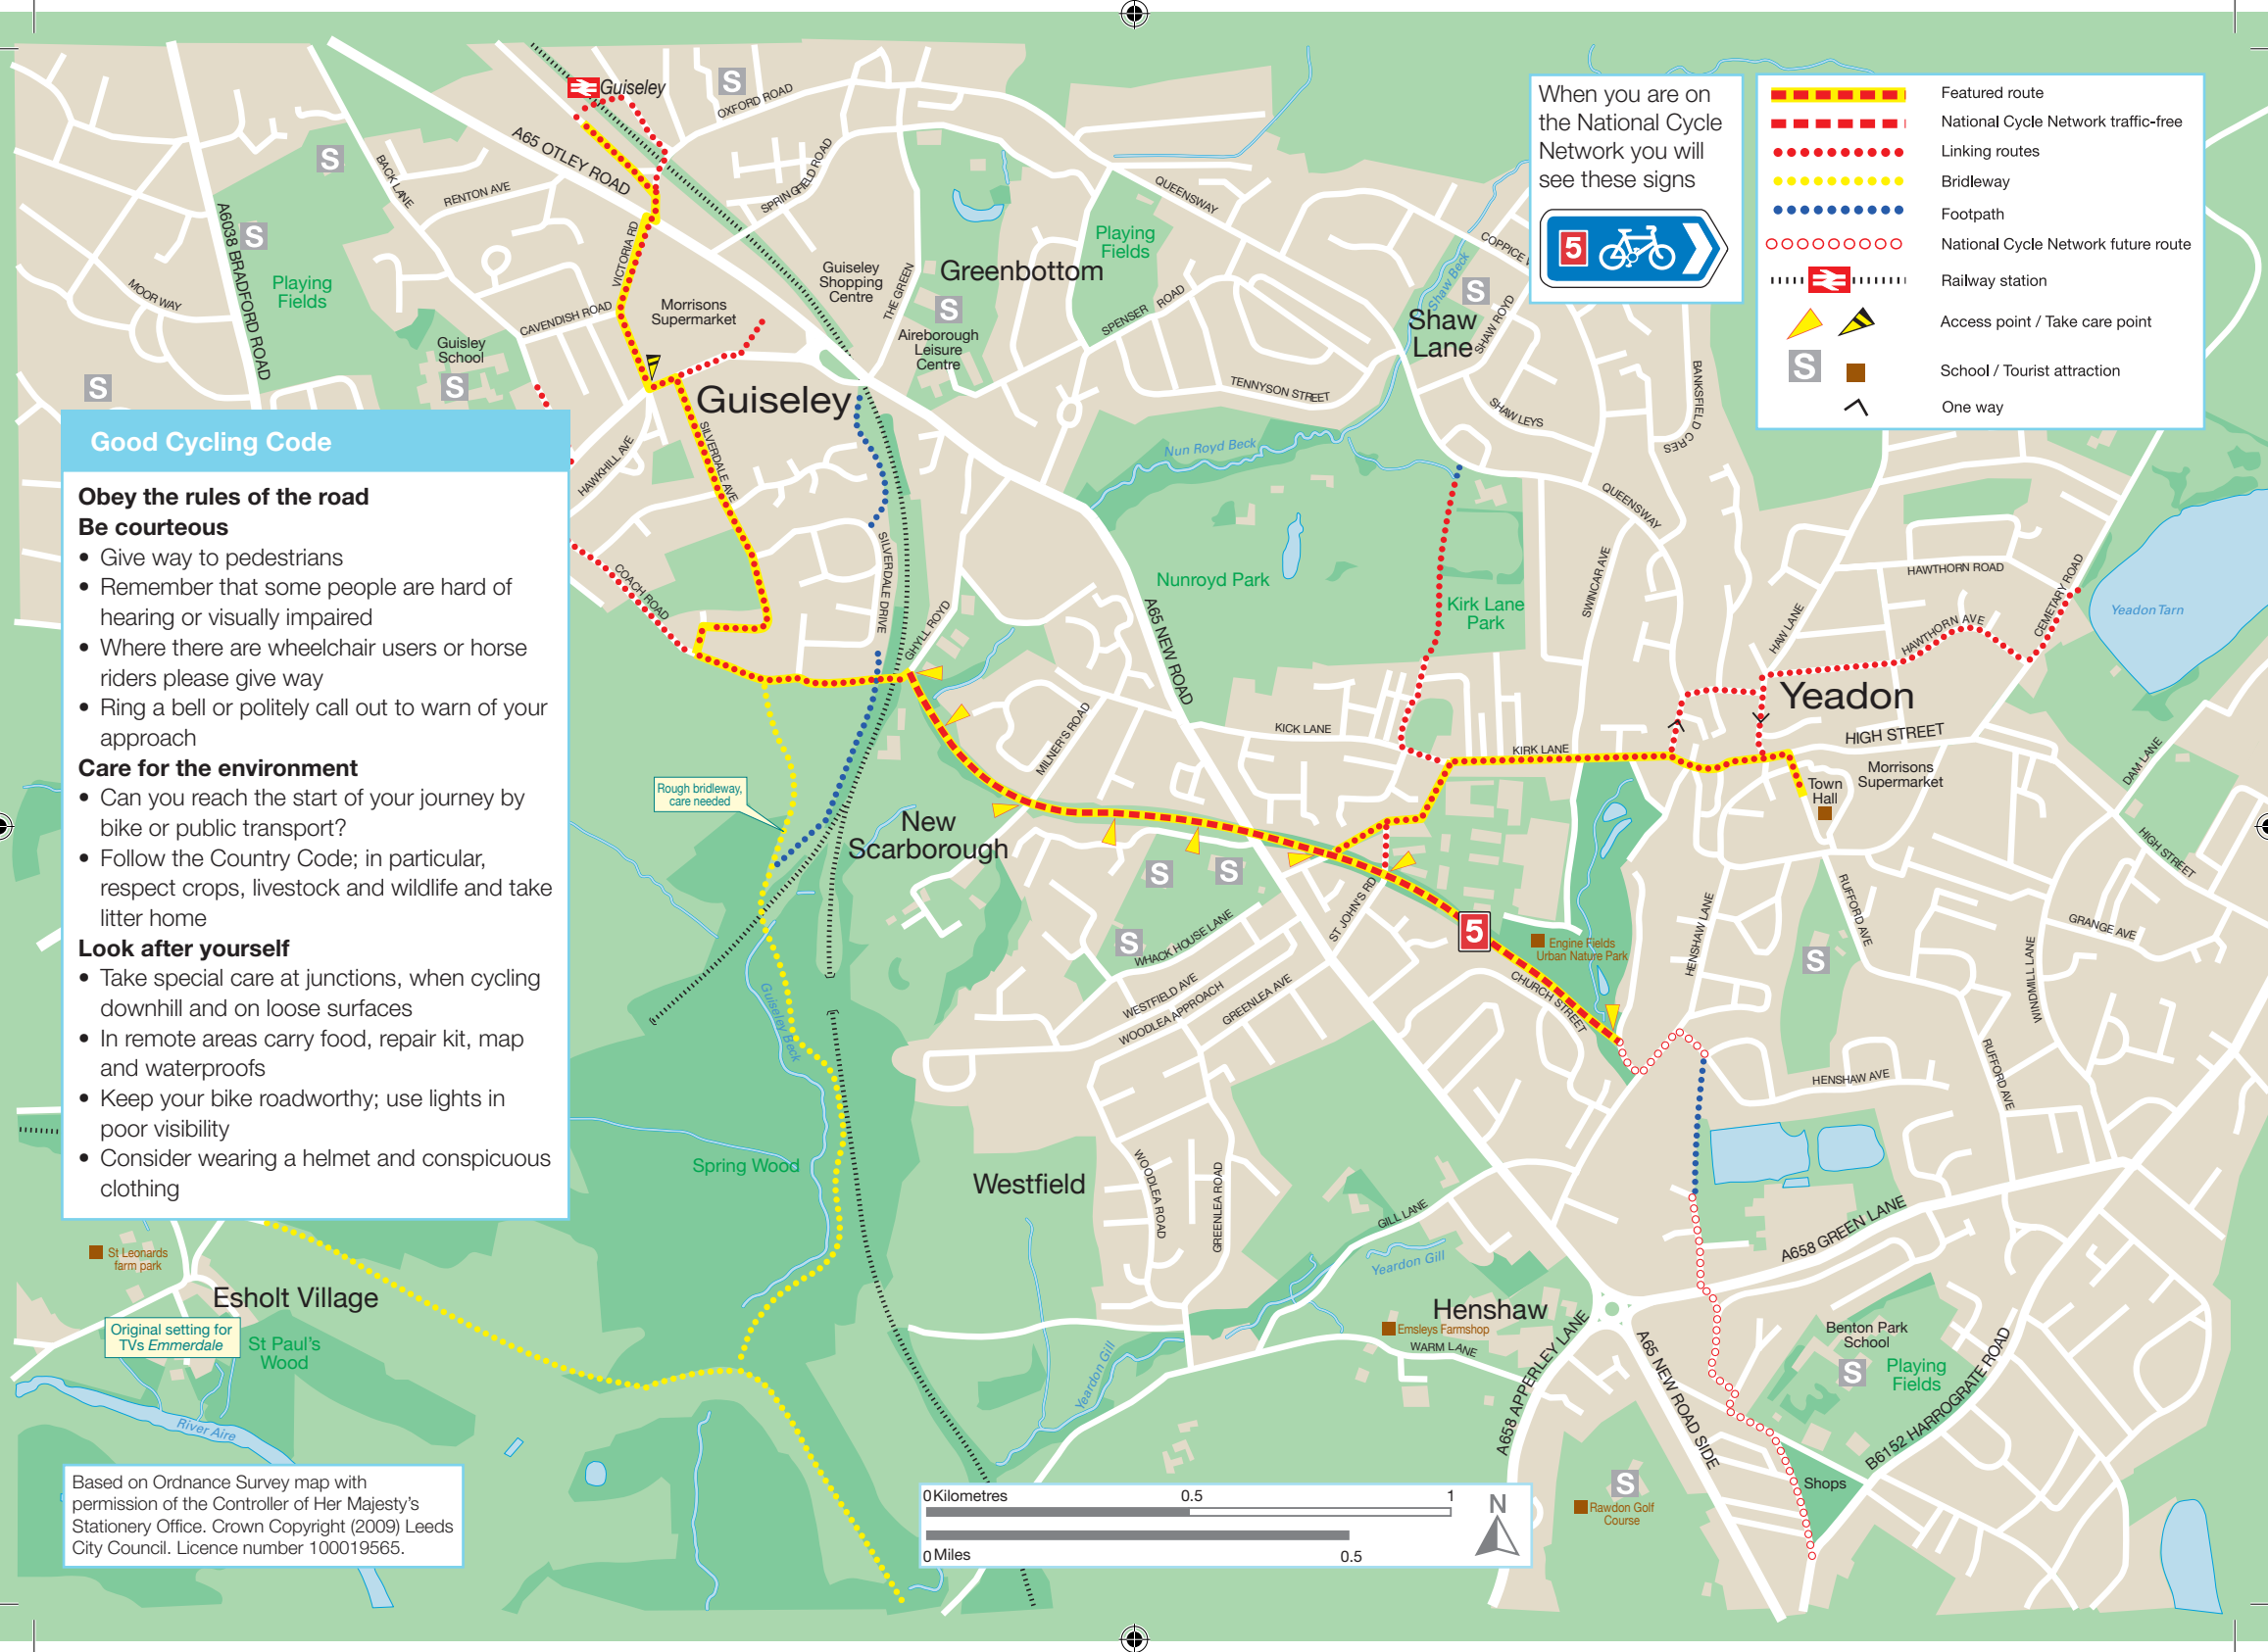 Guiseley
OXFORD ROAD
A65 OTLEY ROAD
BACK LANE
RENTON AVE
SPRINGFIELD ROAD
VICTORIA RD
A6038 BRADFORD ROAD
MOOR WAY
Playing
Fields
CAVENDISH ROAD
Morrisons
Supermarket
Guiseley
Shopping
Centre
THE GREEN
Greenbottom
Playing
Fields
QUEENSWAY
SPENSER ROAD
Aireborough
Leisure
Centre
Guisley
School
Guiseley
TENNYSON STREET
COPPICE
Shaw Beck
Shaw
Lane
SHAW ROYD
SHAW LEYS
BANKSFIELD CRES
When you are on
the National Cycle
Network you will
see these signs
5
Featured route
National Cycle Network traffic-free
Linking routes
Bridleway
Footpath
National Cycle Network future route
Railway station
Access point / Take care point
S School / Tourist attraction
One way
S
S
S
S
S
S
S
Good Cycling Code
Obey the rules of the road
Be courteous
• Give way to pedestrians
• Remember that some people are hard of
hearing or visually impaired
• Where there are wheelchair users or horse
riders please give way
• Ring a bell or politely call out to warn of your
approach
Care for the environment
• Can you reach the start of your journey by
bike or public transport?
• Follow the Country Code; in particular,
respect crops, livestock and wildlife and take
litter home
Look after yourself
• Take special care at junctions, when cycling
downhill and on loose surfaces
• In remote areas carry food, repair kit, map
and waterproofs
• Keep your bike roadworthy; use lights in
poor visibility
• Consider wearing a helmet and conspicuous
clothing
HAWKHILL AVE
SILVERDALE AVE
COACH ROAD
SILVERDALE DRIVE
GHYLL ROYD
Nun Royd Beck
Nunroyd Park
A65 NEW ROAD
Kirk Lane
Park
QUEENSWAY
SWINCAR AVE
HAW LANE
HAWTHORN ROAD
HAWTHORN AVE
CEMETARY ROAD
Yeadon Tarn
Yeadon
HIGH STREET
Morrisons
Supermarket
Town
Hall
DAM LANE
HIGH STREET
KICK LANE
KIRK LANE
MILNER'S ROAD
Rough bridleway,
care needed
New
Scarborough
S
S
S
WHACK HOUSE LANE
WESTFIELD AVE
WOODLEA APPROACH
GREENLEA AVE
ST JOHN'S RD
5
Engine Fields
Urban Nature Park
CHURCH STREET
HENSHAW LANE
S
RUFFORD AVE
GRANGE AVE
WINDMILL LANE
RUFFORD AVE
HENSHAW AVE
Guiseley Beck
Spring Wood
Westfield
WOODLEA ROAD
GREENLEA ROAD
GILL LANE
Yeardon Gill
A658 GREEN LANE
Henshaw
Emsleys Farmshop
WARM LANE
A658 APPERLEY LANE
A65 NEW ROAD SIDE
Benton Park
School
S
Playing
Fields
B6152 HARROGRATE ROAD
Shops
S
Rawdon Golf
Course
Yeardon Gill
St Leonards
farm park
Esholt Village
Original setting for
TVs Emmerdale
St Paul's
Wood
River Aire
Based on Ordnance Survey map with
permission of the Controller of Her Majesty's
Stationery Office. Crown Copyright (2009) Leeds
City Council. Licence number 100019565.
0 Kilometres 0.5 1
0 Miles 0.5
N